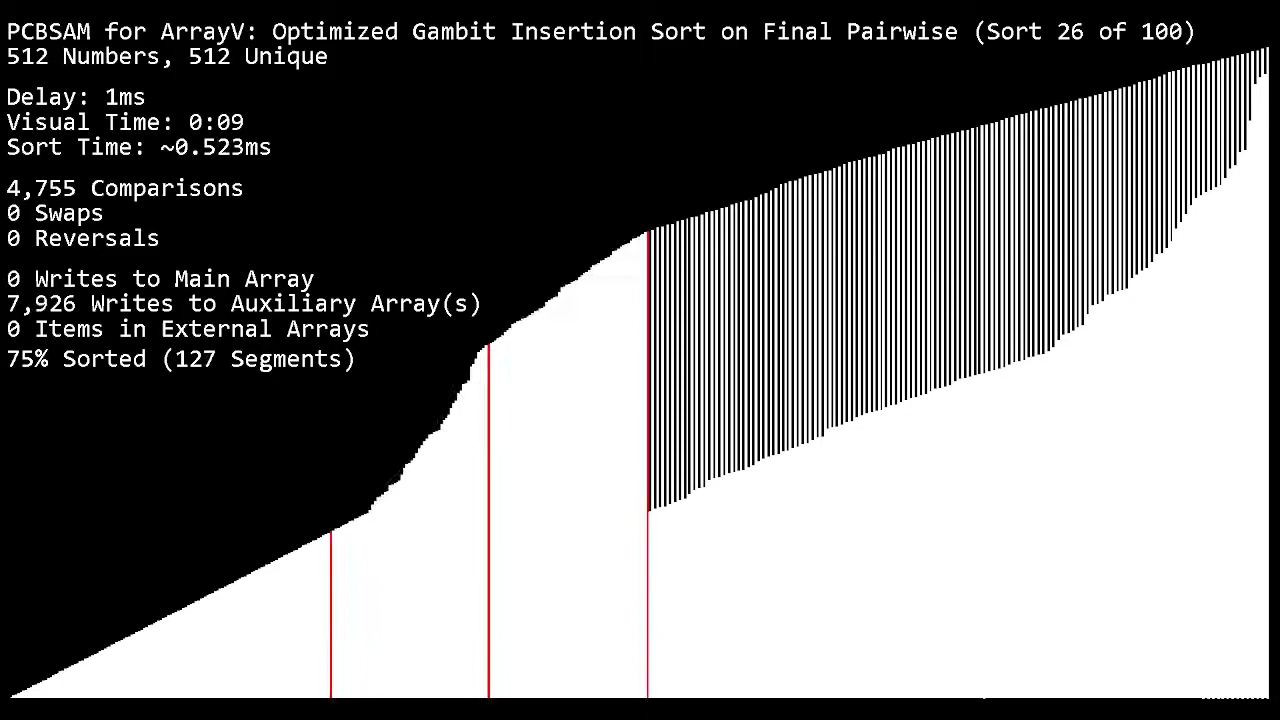 PCBSAM for ArrayV: Optimized Gambit Insertion Sort on Final Pairwise (Sort 26 of 100)
512 Numbers, 512 Unique
Delay: 1ms
Visual Time: 0:09
Sort Time: ~0.523ms
4,755 Comparisons
0 Swaps
0 Reversals
0 Writes to Main Array
7,926 Writes to Auxiliary Array(s)
0 Items in External Arrays
75% Sorted (127 Segments)